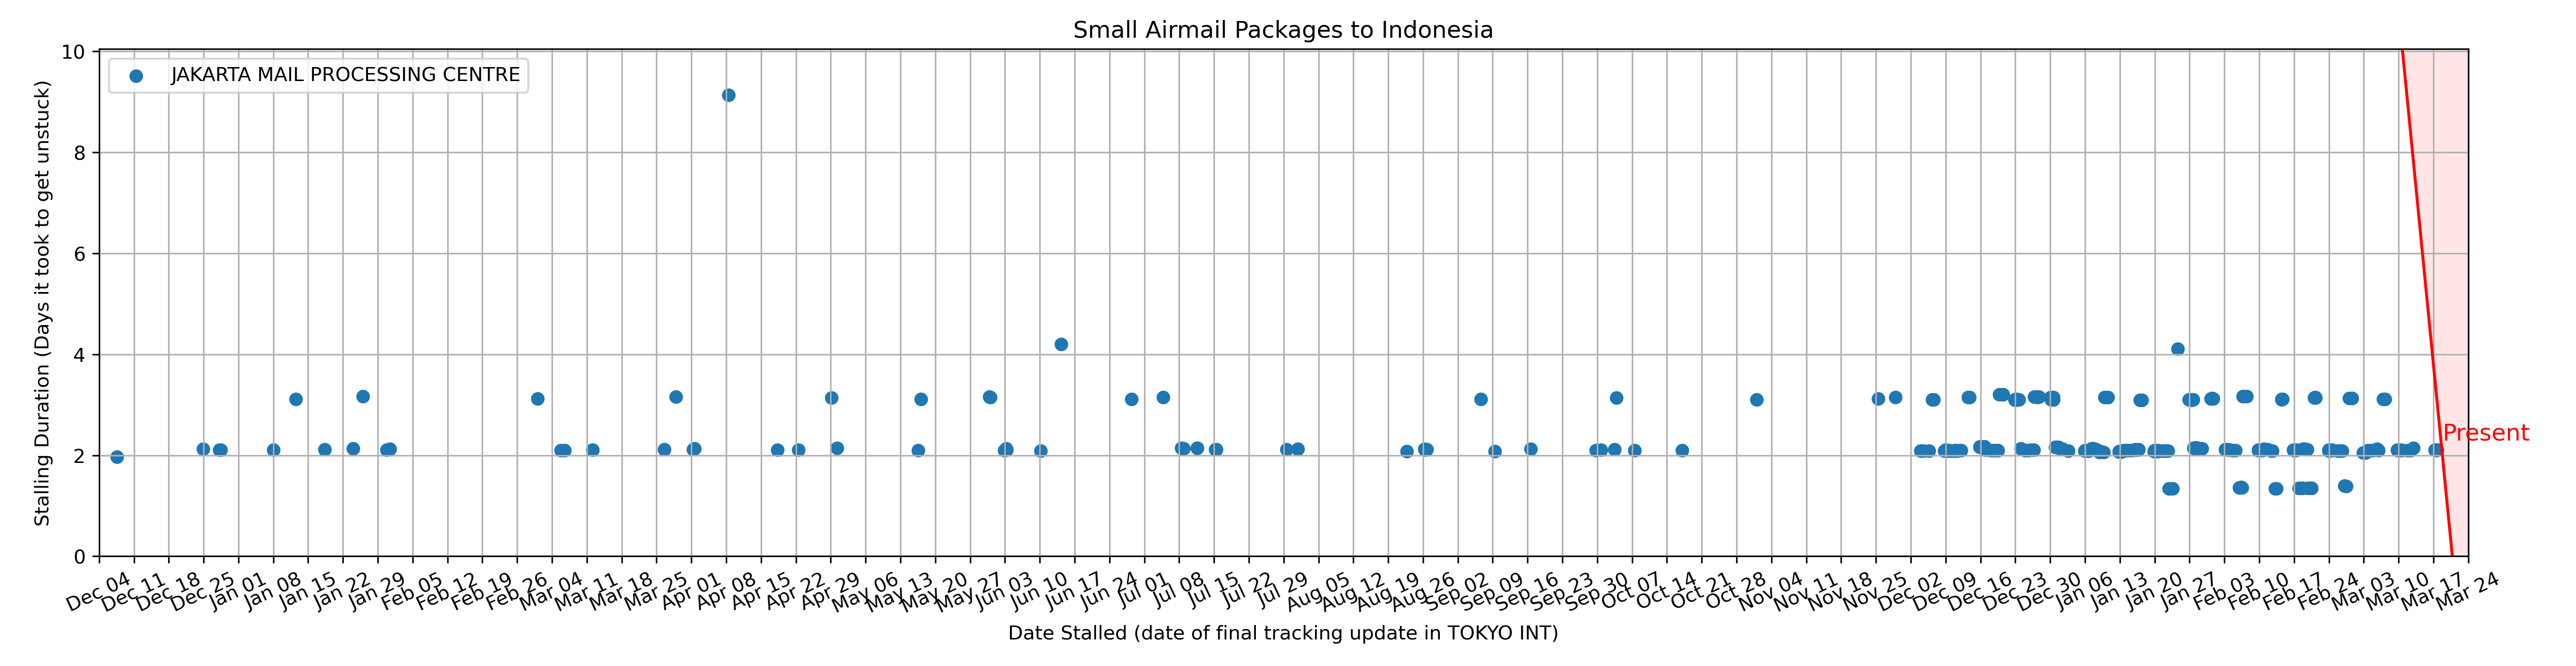 Small Airmail Packages to Indonesia
JAKARTA MAIL PROCESSING CENTRE
Stalling Duration (Days it took to get unstuck)
10
8
6
4
2
0
Present
Dec 04
Dec 11
Dec 18
Dec 25
Jan 01
Jan 08
Jan 15
Jan 22
Jan 29
Feb 05
Feb 12
Feb 19
Feb 26
Mar 04
Mar 11
Mar 18
Mar 25
Apr 01
Apr 08
Apr 15
Apr 22
Apr 29
May 06
May 13
May 20
May 27
Jun 03
Jun 10
Jun 17
Jun 24
Jul 01
Jul 08
Jul 15
Jul 22
Jul 29
Aug 05
Aug 12
Aug 19
Aug 26
Sep 02
Sep 09
Sep 16
Sep 23
Sep 30
Oct 07
Oct 14
Oct 21
Oct 28
Nov 04
Nov 11
Nov 18
Nov 25
Dec 02
Dec 09
Dec 16
Dec 23
Dec 30
Jan 06
Jan 13
Jan 20
Jan 27
Feb 03
Feb 10
Feb 17
Feb 24
Mar 03
Mar 10
Mar 17
Mar 24
Date Stalled (date of final tracking update in TOKYO INT)